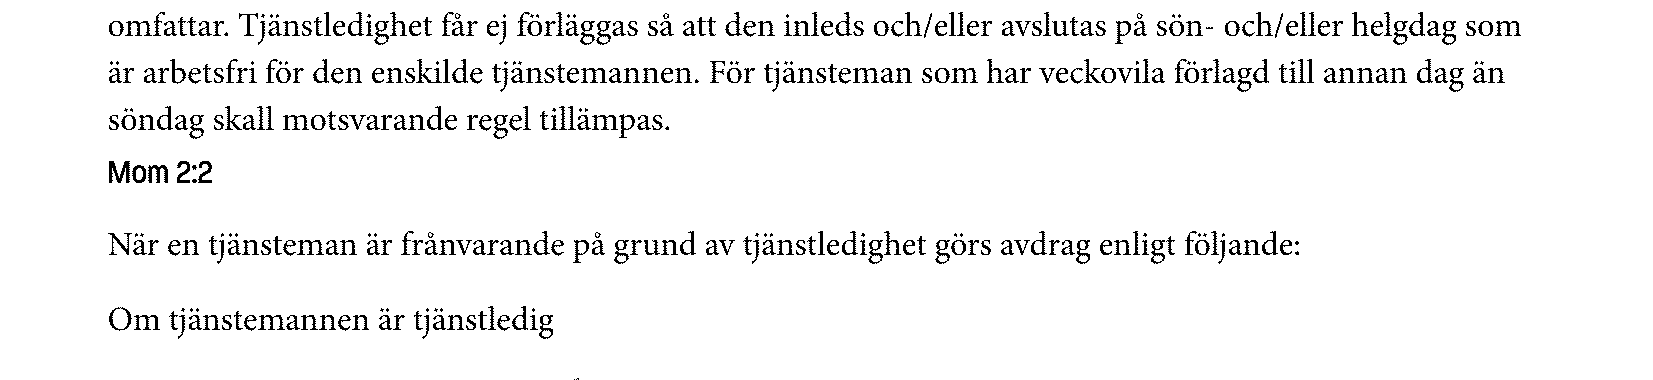 omfattar. Tjänstledighet får ej förläggas så att den inleds och/eller avslutas på sön- och/eller helgdag som
är arbetsfri för den enskilde tjänstemannen. För tjänsteman som har veckovila förlagd till annan dag än
söndag skall motsvarande regel tillämpas.
Mom 2:2
När en tjänsteman är frånvarande på grund av tjänstledighet görs avdrag enligt följande:
Om tjänstemannen är tjänstledig